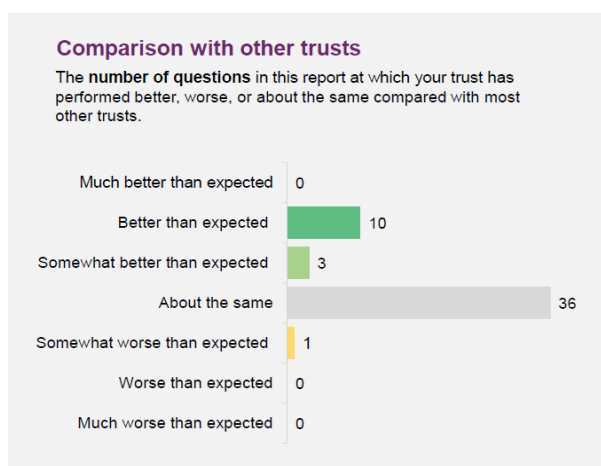 Comparison with other trusts
The number of questions in this report at which your trust has
performed better, worse, or about the same compared with most
other trusts.
Much better than expected 0
Better than expected 10
Somewhat better than expected 3
About the same 36
Somewhat worse than expected 1
Worse than expected 0
Much worse than expected 0